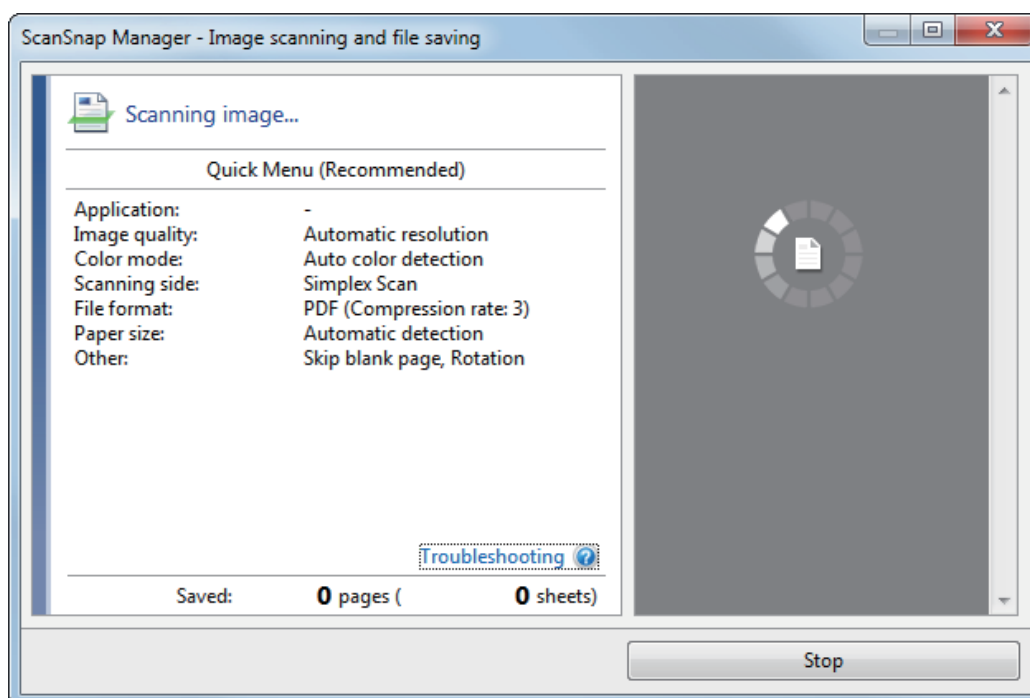 ScanSnap Manager - Image scanning and file saving
Scanning image...
Quick Menu (Recommended)
Application: -
Image quality: Automatic resolution
Color mode: Auto color detection
Scanning side: Simplex Scan
File format: PDF (Compression rate: 3)
Paper size: Automatic detection
Other: Skip blank page, Rotation
Troubleshooting ?
Saved: 0 pages ( 0 sheets)
Stop